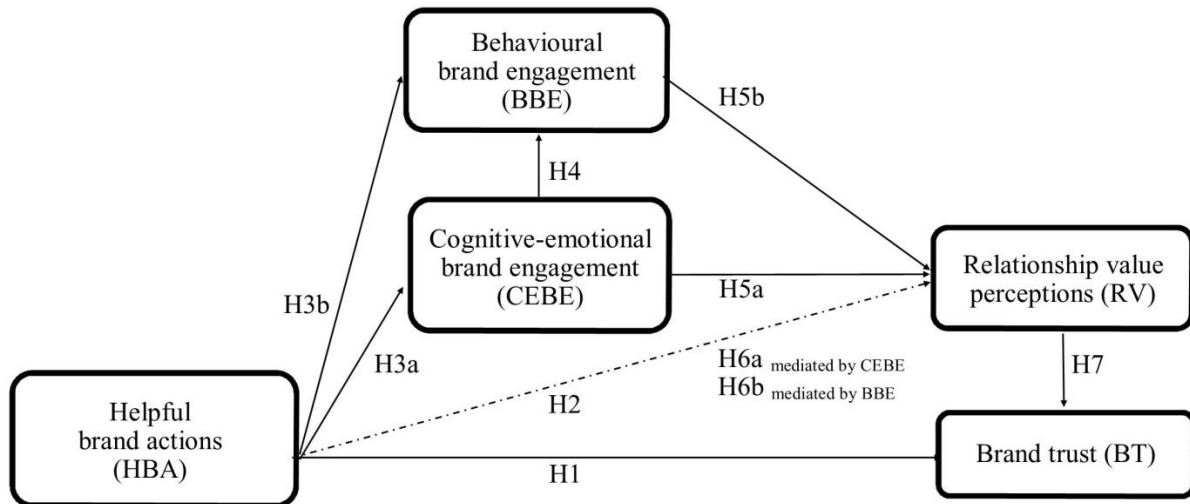 Behavioural
brand engagement
(BBE)
H5b
H4
Cognitive-emotional
brand engagement
(CEBE)
Relationship value
perceptions (RV)
H5a
H3b
H3a
H6a mediated by CEBE
H6b mediated by BBE
H7
H2
Helpful
brand actions
(HBA)
Brand trust (BT)
H1